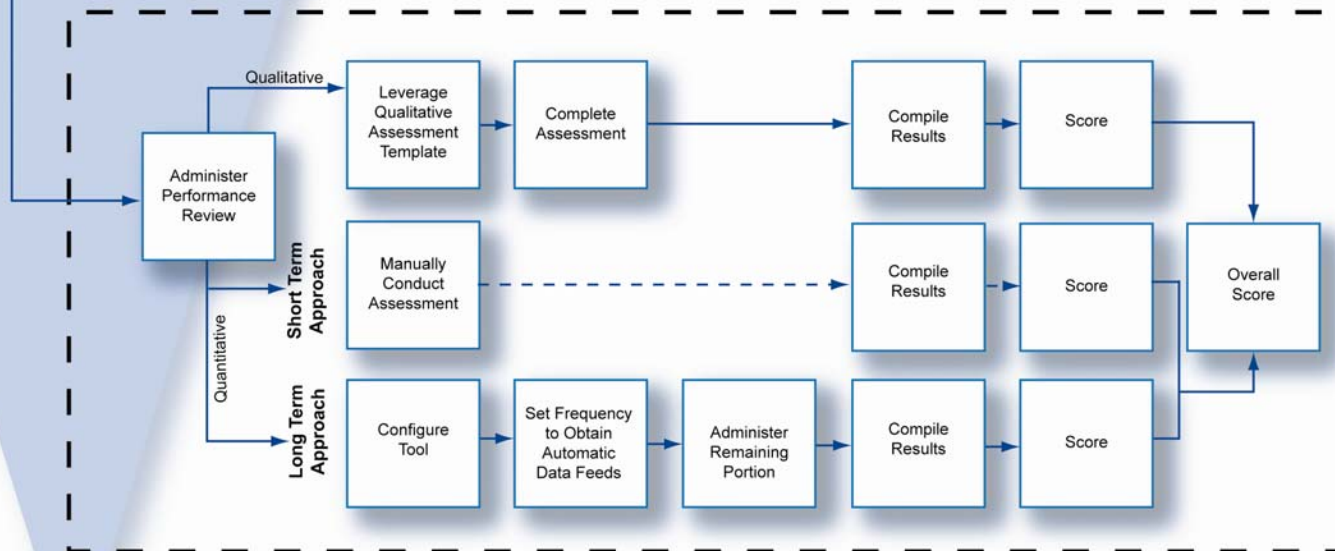 Qualitative
Leverage
Qualitative
Assessment
Template
Complete
Assessment
Compile
Results
Score
Administer
Performance
Review
Short Term
Approach
Manually
Conduct
Assessment
Compile
Results
Score
Overall
Score
Quantitative
Long Term
Approach
Configure
Tool
Set Frequency
to Obtain
Automatic
Data Feeds
Administer
Remaining
Portion
Compile
Results
Score